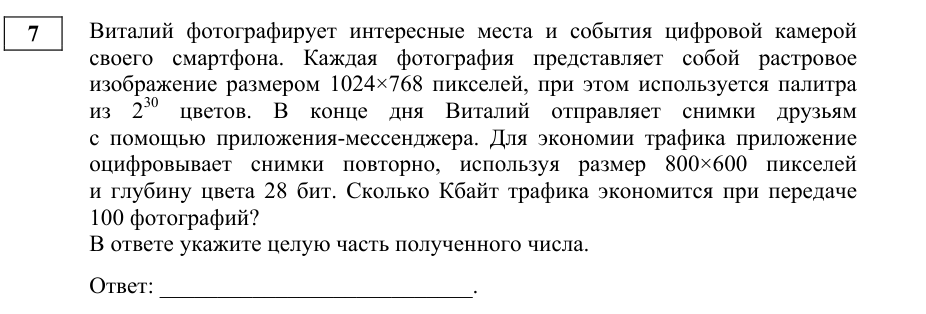 7
Виталий фотографирует интересные места и события цифровой камерой
своего смартфона. Каждая фотография представляет собой растровое
изображение размером 1024×768 пикселей, при этом используется палитра
из 2³⁰ цветов. В конце дня Виталий отправляет снимки друзьям
с помощью приложения-мессенджера. Для экономии трафика приложение
оцифровывает снимки повторно, используя размер 800×600 пикселей
и глубину цвета 28 бит. Сколько Кбайт трафика экономится при передаче
100 фотографий?
В ответе укажите целую часть полученного числа.
Ответ: ___________________________.